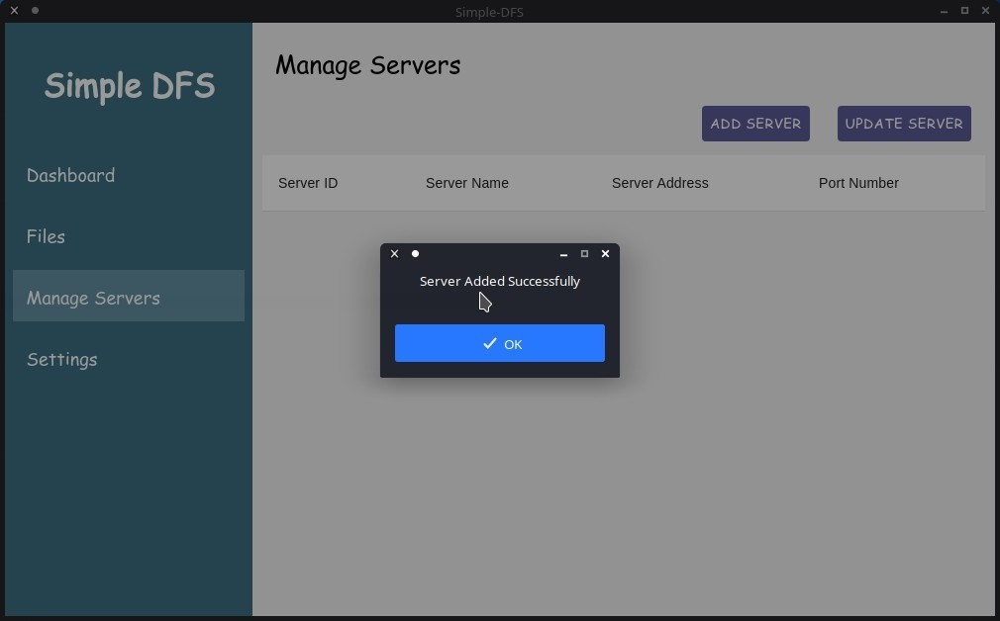 Simple-DFS
Simple DFS
Dashboard
Files
Manage Servers
Settings
Manage Servers
ADD SERVER UPDATE SERVER
Server ID Server Name Server Address Port Number
Server Added Successfully
OK